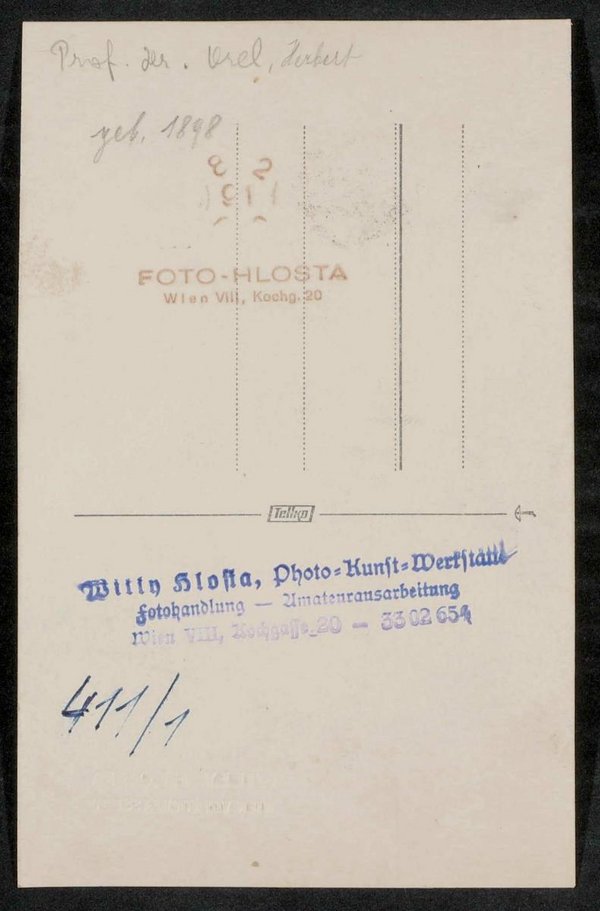 Prof. Dr. Orel, Herbert
geb. 1898
FOTO-HLOSTA
Wien VIII, Kochg. 20
Tellko
Willy Hlosta, Photo-Kunst-Werkstätte
Fotohandlung — Amateurausarbeitung
Wien VIII, Kochgasse 20 — 33 02 654
411/1